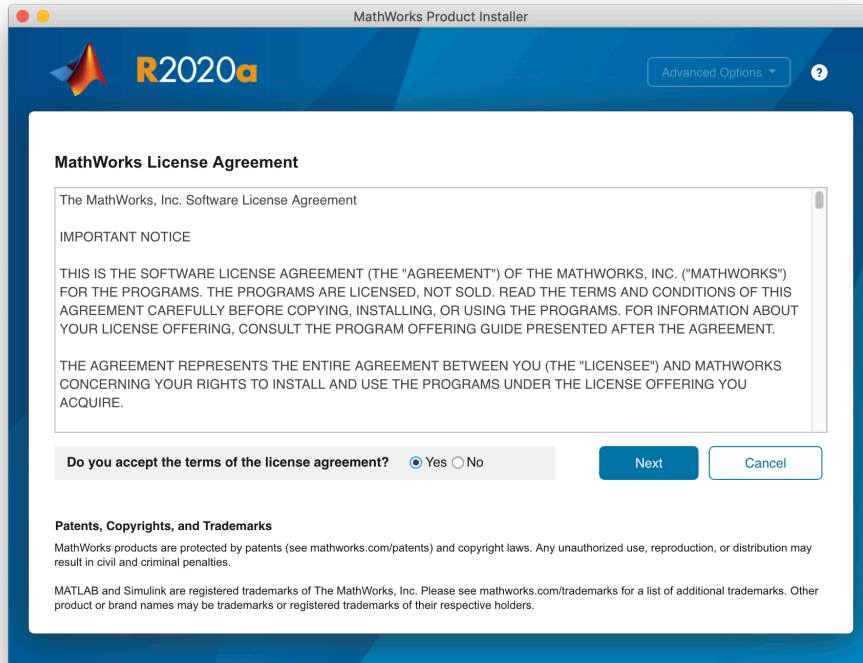 MathWorks Product Installer
R2020a
Advanced Options
?
MathWorks License Agreement
The MathWorks, Inc. Software License Agreement
IMPORTANT NOTICE
THIS IS THE SOFTWARE LICENSE AGREEMENT (THE "AGREEMENT") OF THE MATHWORKS, INC. ("MATHWORKS")
FOR THE PROGRAMS. THE PROGRAMS ARE LICENSED, NOT SOLD. READ THE TERMS AND CONDITIONS OF THIS
AGREEMENT CAREFULLY BEFORE COPYING, INSTALLING, OR USING THE PROGRAMS. FOR INFORMATION ABOUT
YOUR LICENSE OFFERING, CONSULT THE PROGRAM OFFERING GUIDE PRESENTED AFTER THE AGREEMENT.
THE AGREEMENT REPRESENTS THE ENTIRE AGREEMENT BETWEEN YOU (THE "LICENSEE") AND MATHWORKS
CONCERNING YOUR RIGHTS TO INSTALL AND USE THE PROGRAMS UNDER THE LICENSE OFFERING YOU
ACQUIRE.
Do you accept the terms of the license agreement? Yes No
Next Cancel
Patents, Copyrights, and Trademarks
MathWorks products are protected by patents (see mathworks.com/patents) and copyright laws. Any unauthorized use, reproduction, or distribution may
result in civil and criminal penalties.
MATLAB and Simulink are registered trademarks of The MathWorks, Inc. Please see mathworks.com/trademarks for a list of additional trademarks. Other
product or brand names may be trademarks or registered trademarks of their respective holders.